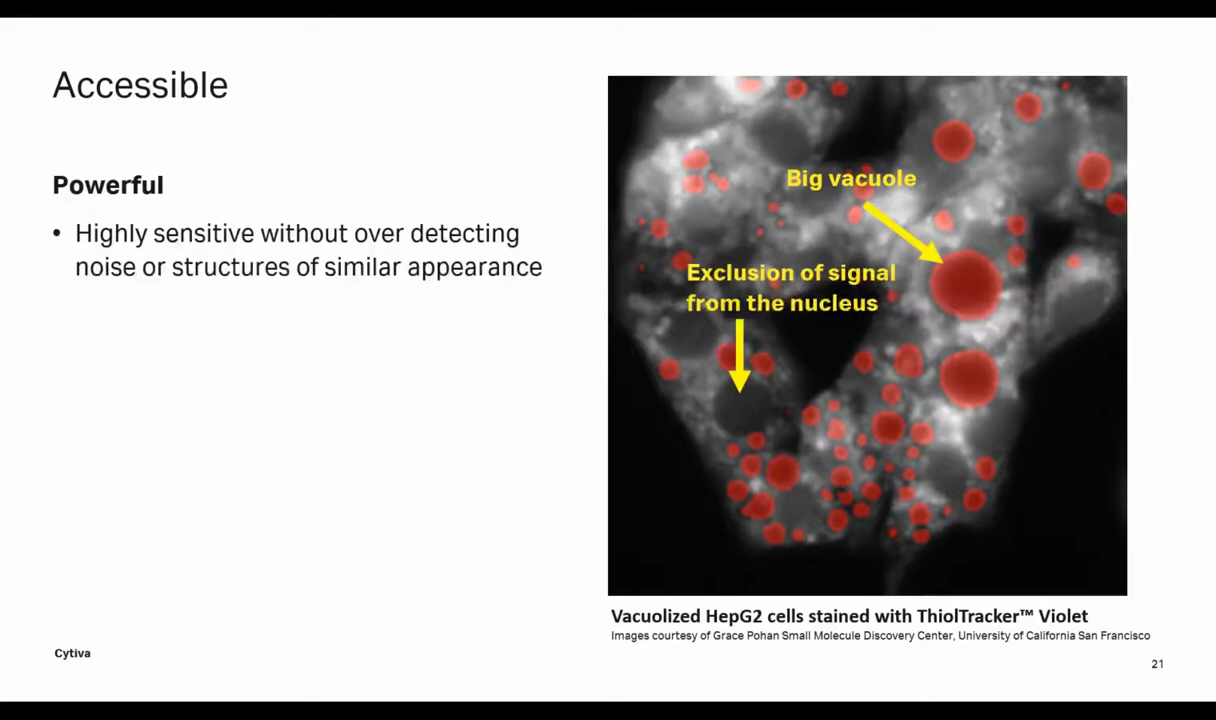 Accessible
Powerful
• Highly sensitive without over detecting
noise or structures of similar appearance
Big vacuole
Exclusion of signal
from the nucleus
Vacuolized HepG2 cells stained with ThiolTracker™ Violet
Images courtesy of Grace Pohan Small Molecule Discovery Center, University of California San Francisco
Cytiva
21